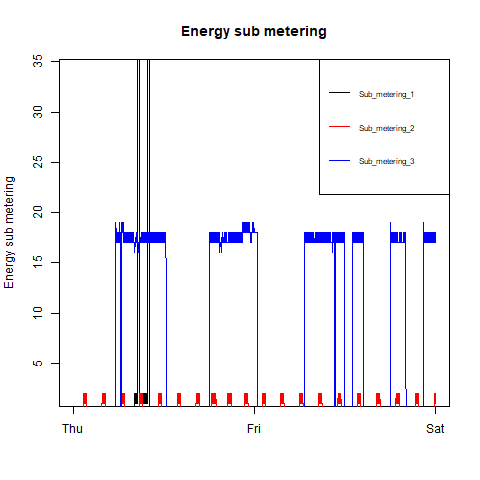 Energy sub metering
35
30
25
20
15
10
5
Energy sub metering
Sub_metering_1
Sub_metering_2
Sub_metering_3
Thu
Fri
Sat